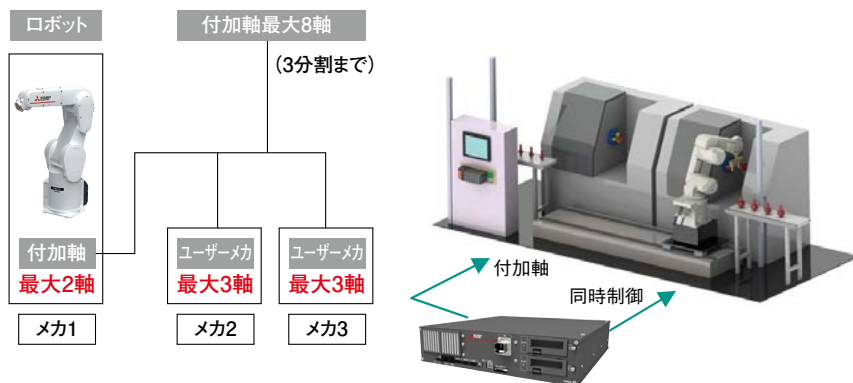 ロボット
付加軸最大8軸
(3分割まで)
付加軸
最大2軸
ユーザーメカ
最大3軸
ユーザーメカ
最大3軸
メカ1
メカ2
メカ3
付加軸
同時制御